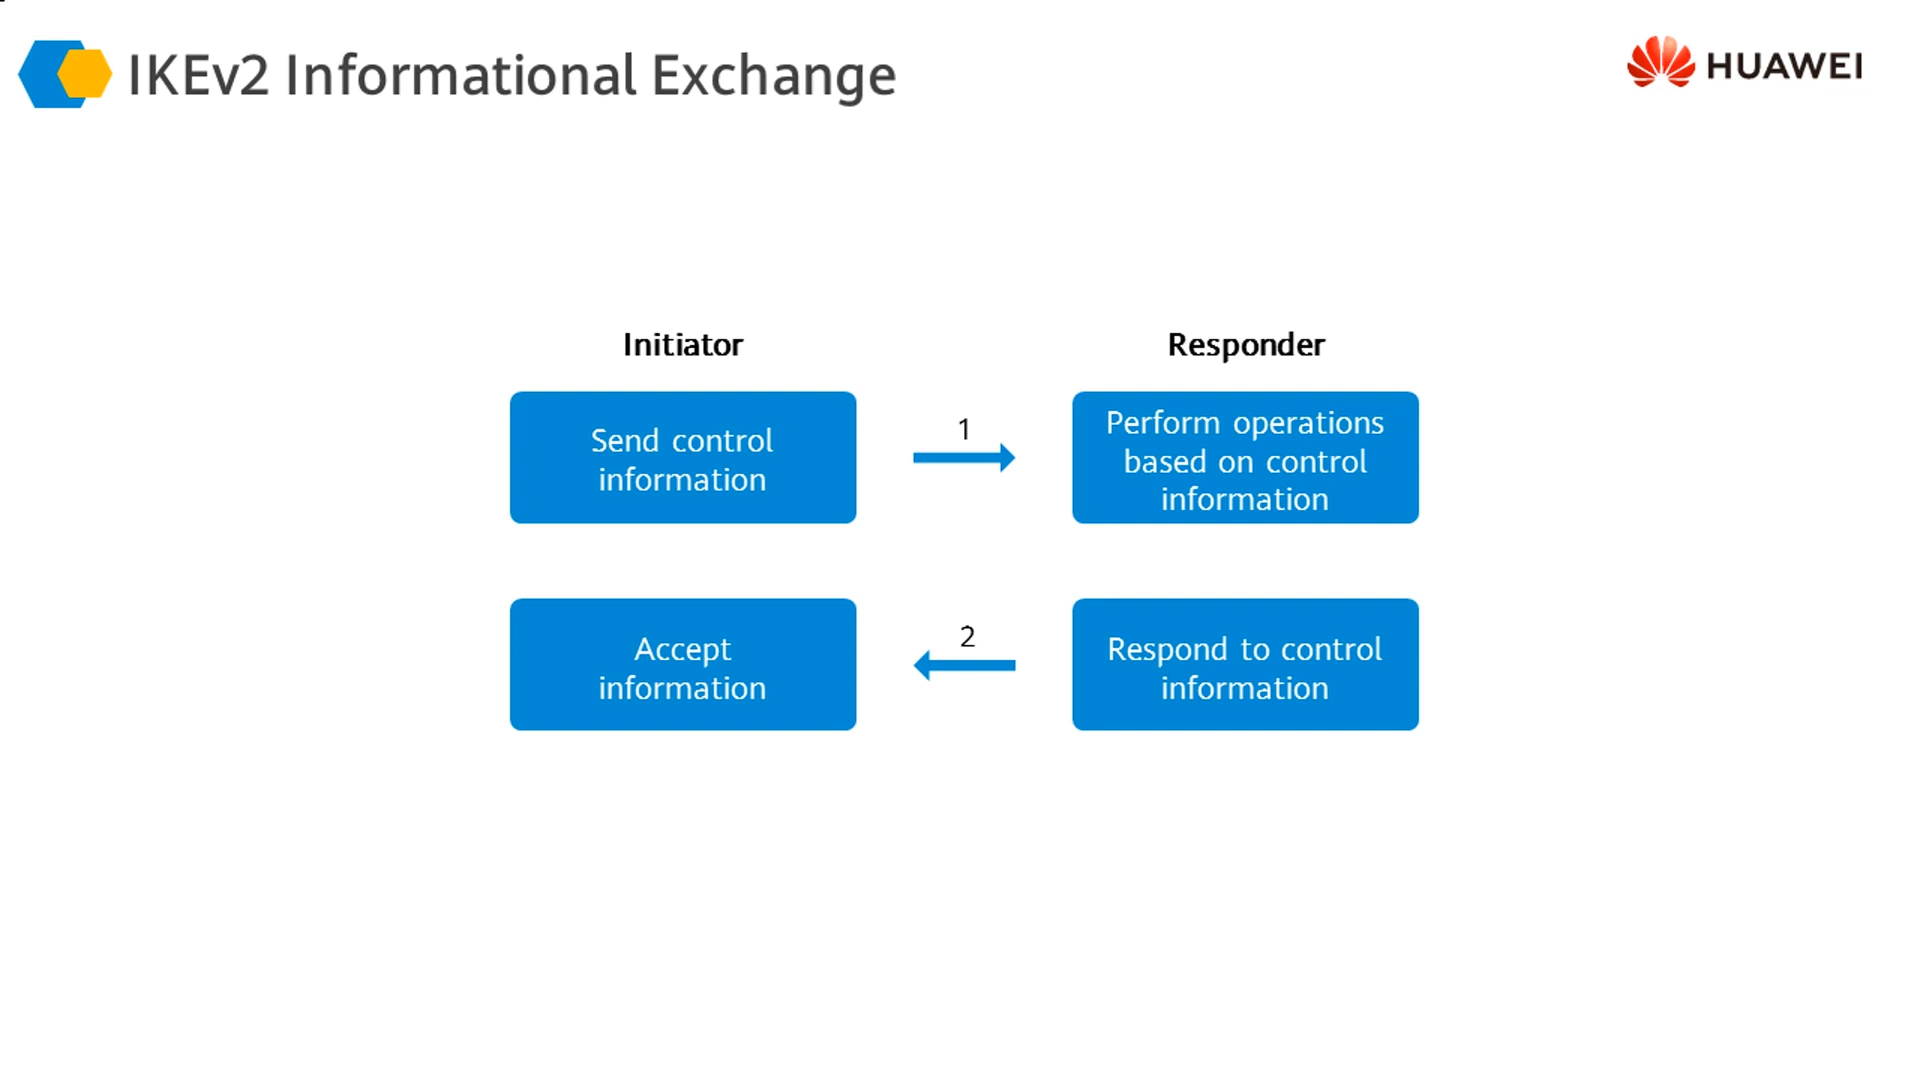 IKEv2 Informational Exchange
HUAWEI
Initiator
Responder
Send control
information
1
Perform operations
based on control
information
Accept
information
2
Respond to control
information